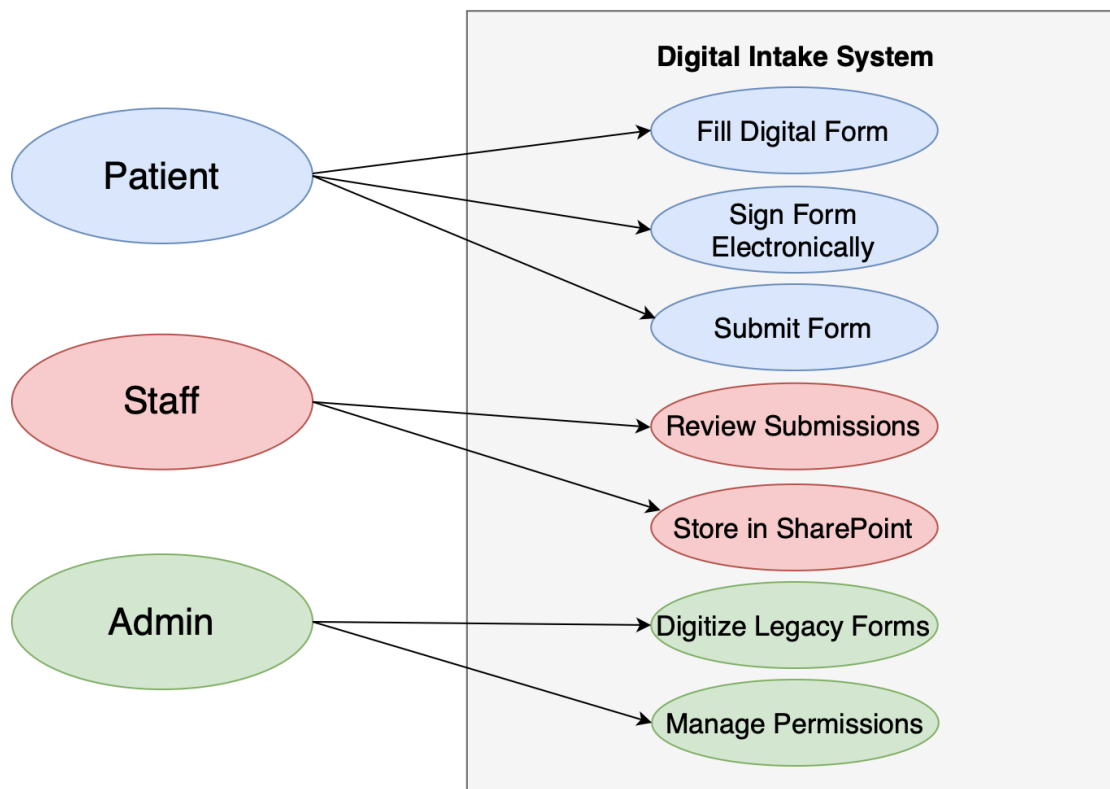 Digital Intake System
Patient
Fill Digital Form
Sign Form
Electronically
Submit Form
Staff
Review Submissions
Store in SharePoint
Admin
Digitize Legacy Forms
Manage Permissions